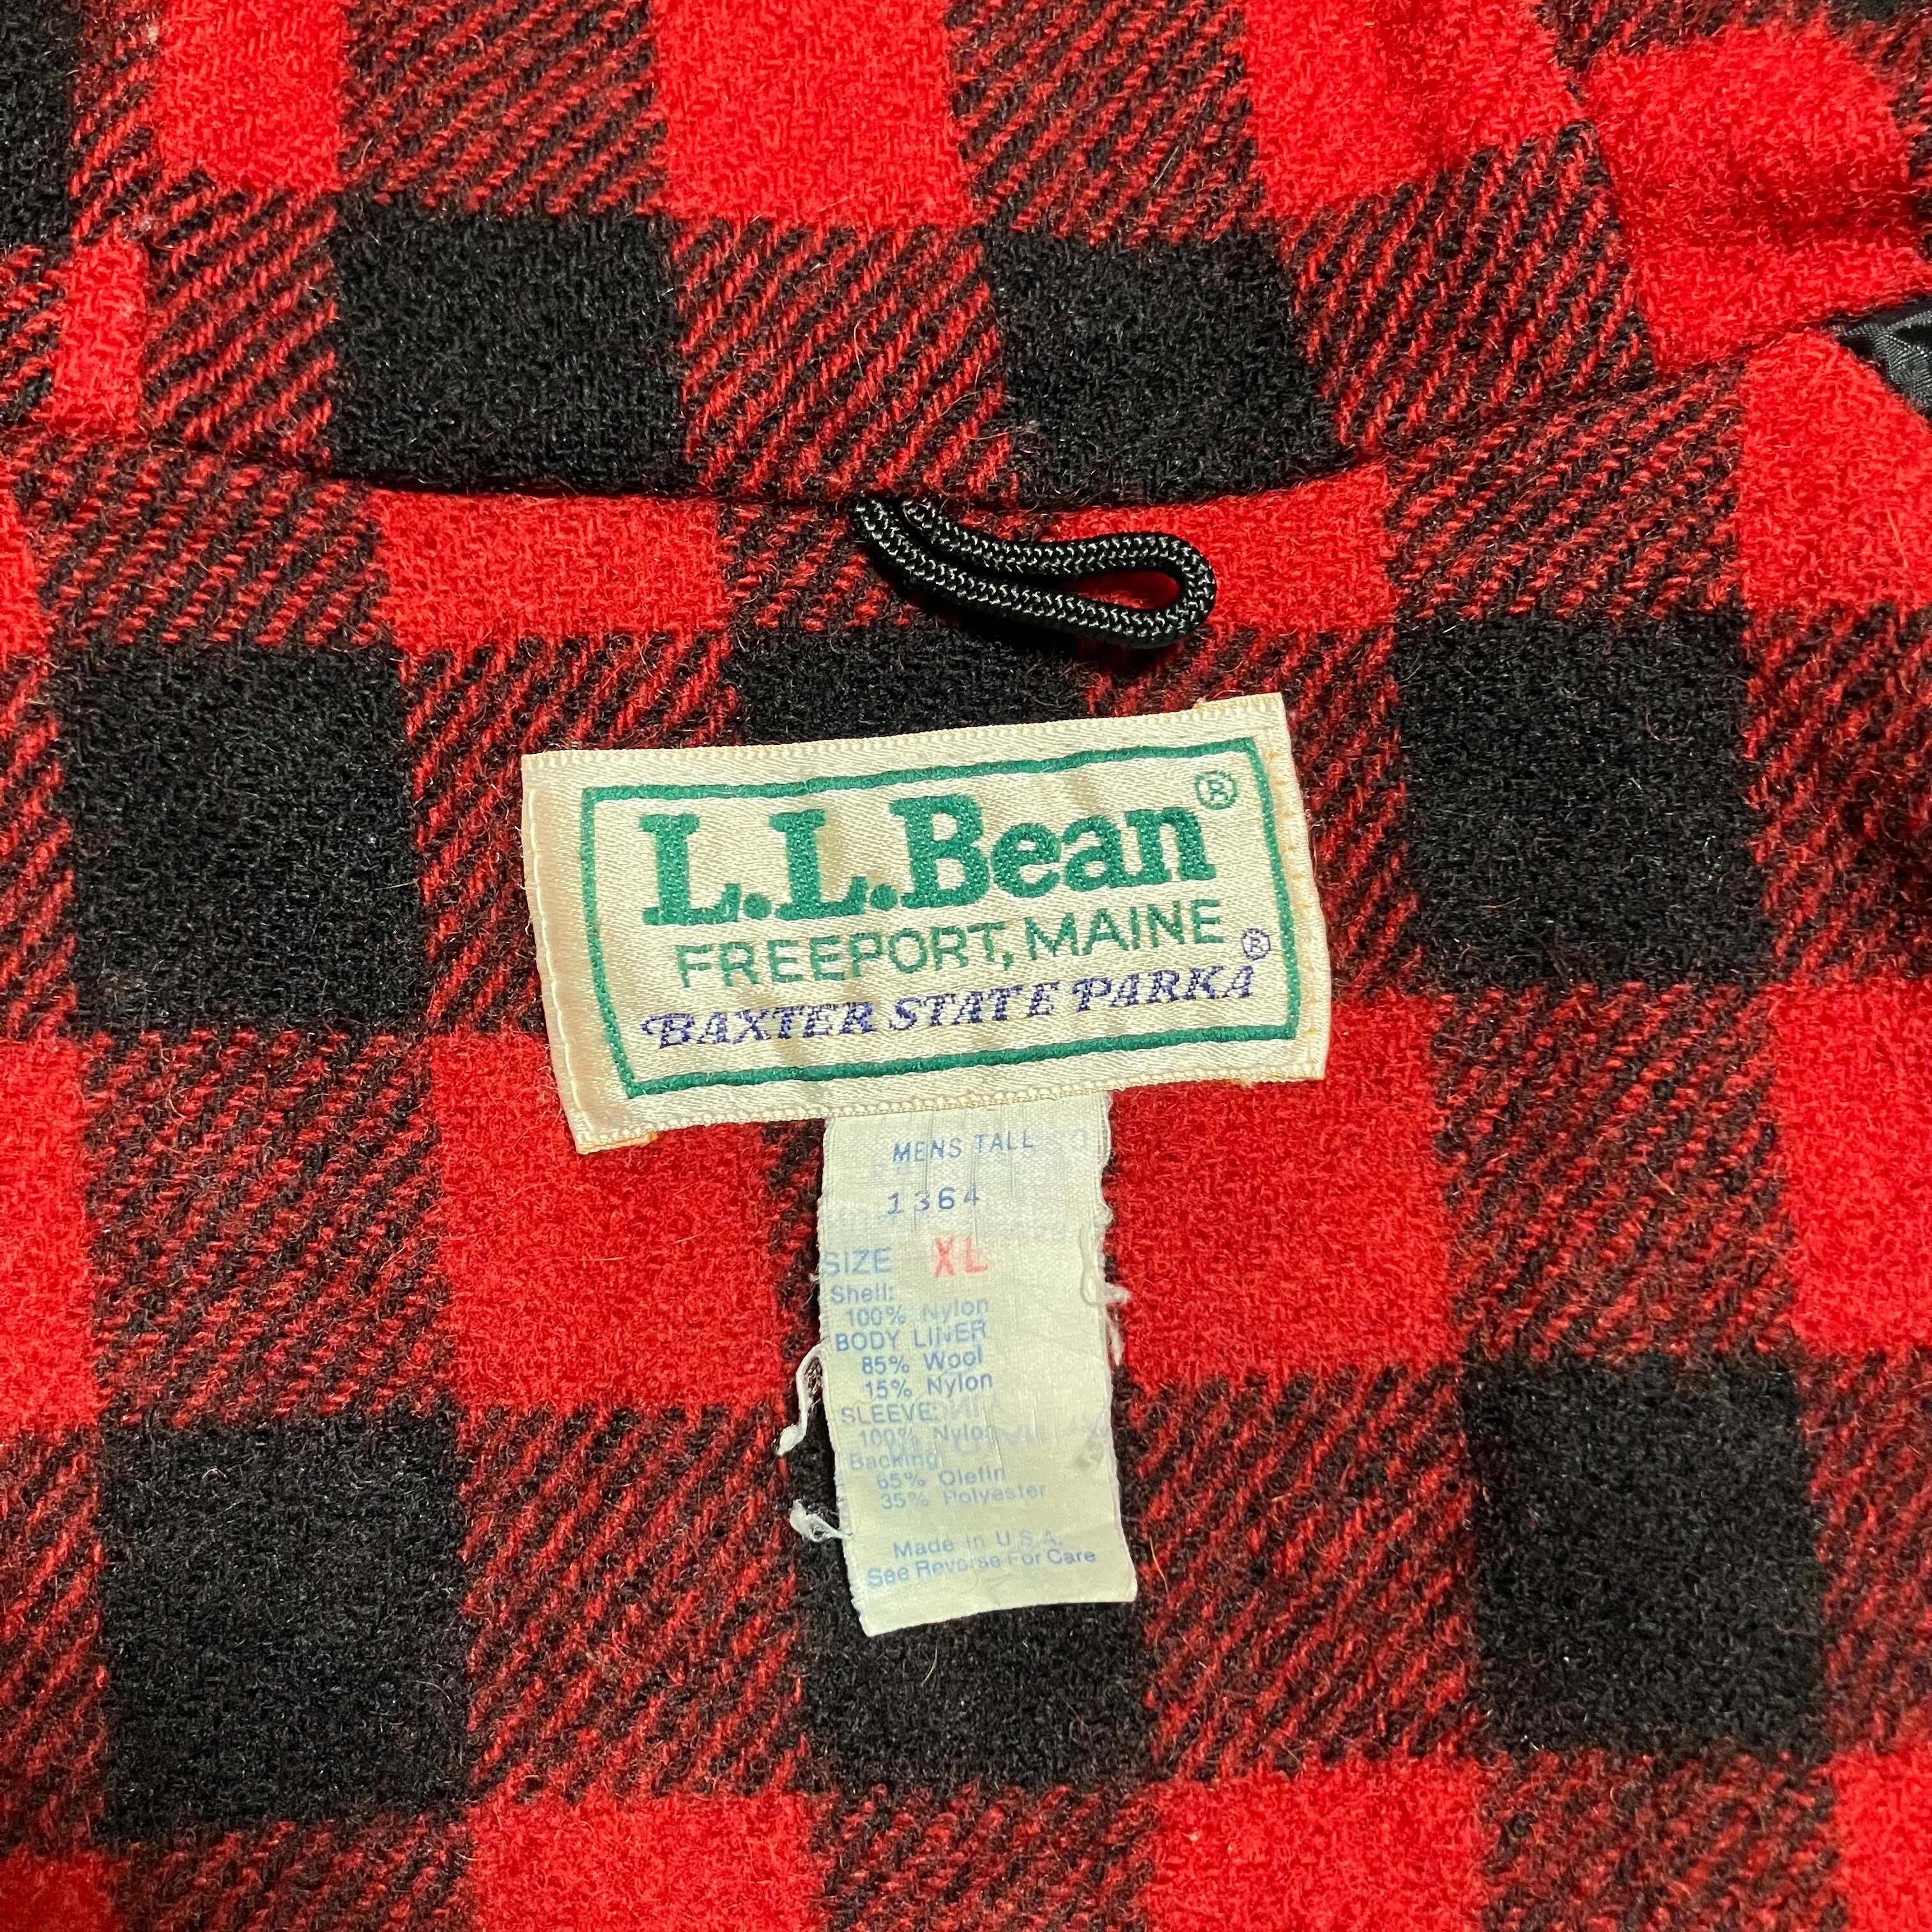 L.L.Bean®
FREEPORT, MAINE
BAXTER STATE PARKA®
MENS TALL
1364
SIZE XL
Shell:
100% Nylon
BODY LINER
85% Wool
15% Nylon
SLEEVE:
100% Nylon
Backing
65% Olefin
35% Polyester
Made in U.S.A.
See Reverse For Care